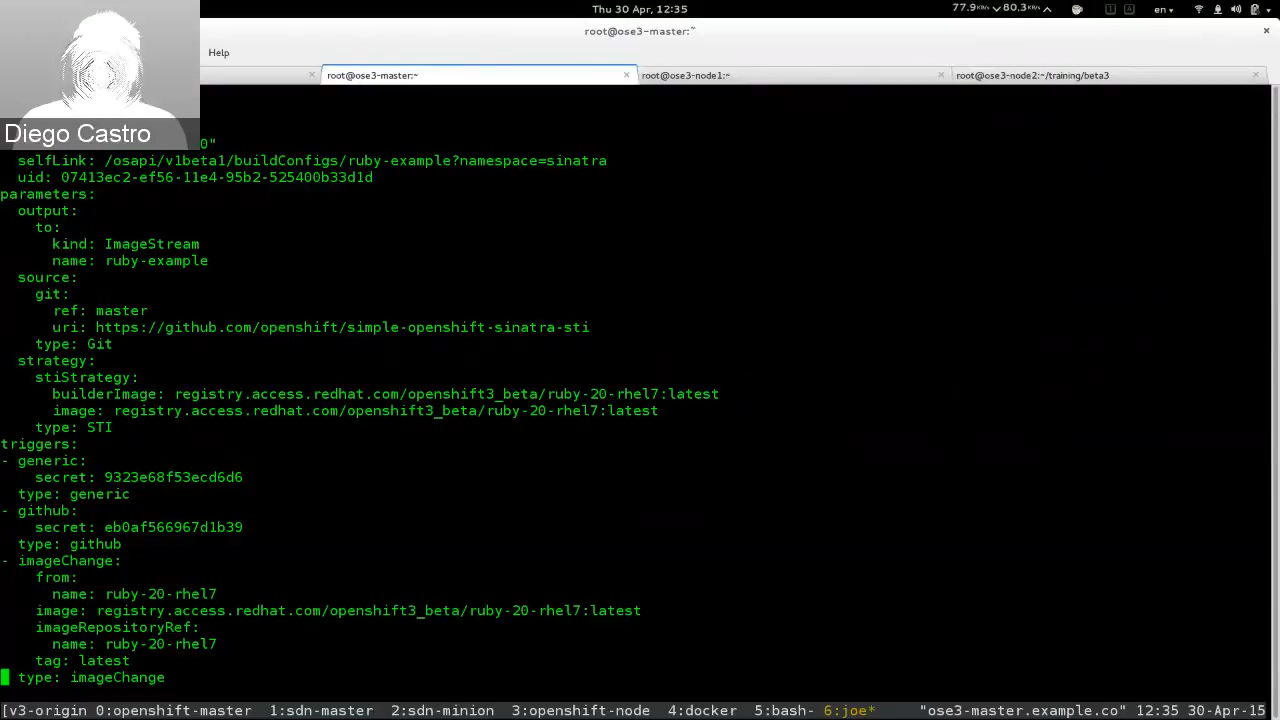 Thu 30 Apr, 12:35
77.9 KB/s 80.3 KB/s
en
root@ose3-master:~
Help
root@ose3-master:~
root@ose3-node1:~
root@ose3-node2:~/training/beta3
Diego Castro
0"
selfLink: /osapi/v1beta1/buildConfigs/ruby-example?namespace=sinatra
uid: 07413ec2-ef56-11e4-95b2-525400b33d1d
parameters:
output:
to:
kind: ImageStream
name: ruby-example
source:
git:
ref: master
uri: https://github.com/openshift/simple-openshift-sinatra-sti
type: Git
strategy:
stiStrategy:
builderImage: registry.access.redhat.com/openshift3_beta/ruby-20-rhel7:latest
image: registry.access.redhat.com/openshift3_beta/ruby-20-rhel7:latest
type: STI
triggers:
- generic:
secret: 9323e68f53ecd6d6
type: generic
- github:
secret: eb0af566967d1b39
type: github
- imageChange:
from:
name: ruby-20-rhel7
image: registry.access.redhat.com/openshift3_beta/ruby-20-rhel7:latest
imageRepositoryRef:
name: ruby-20-rhel7
tag: latest
type: imageChange
[v3-origin 0:openshift-master 1:sdn-master 2:sdn-minion 3:openshift-node 4:docker 5:bash- 6:joe* "ose3-master.example.co" 12:35 30-Apr-15